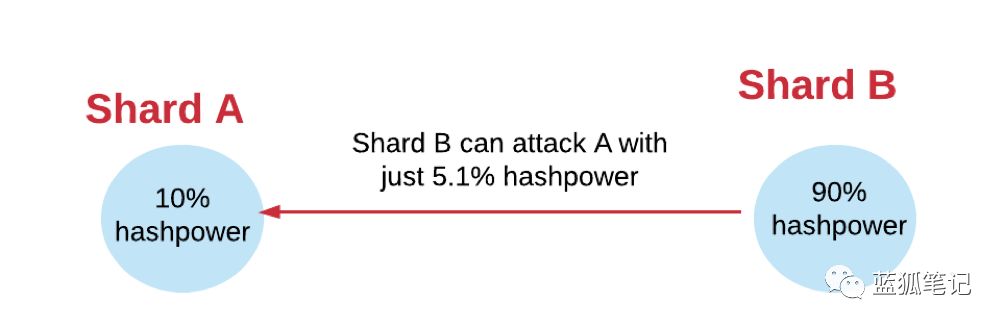 Shard A
Shard B
Shard B can attack A with
just 5.1% hashpower
10%
hashpower
90%
hashpower
蓝狐笔记